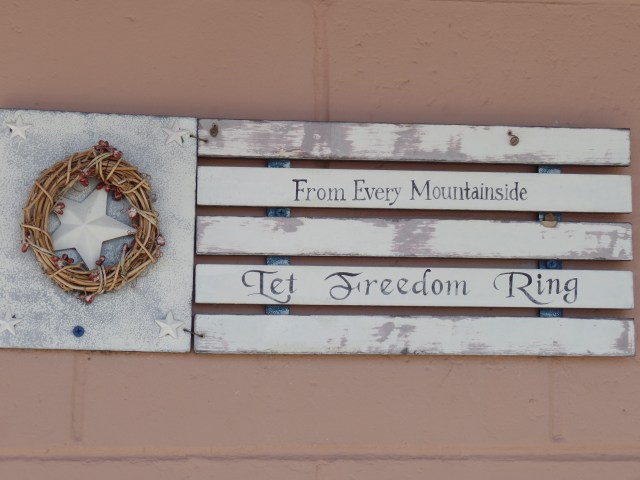 From Every Mountainside
Let Freedom Ring